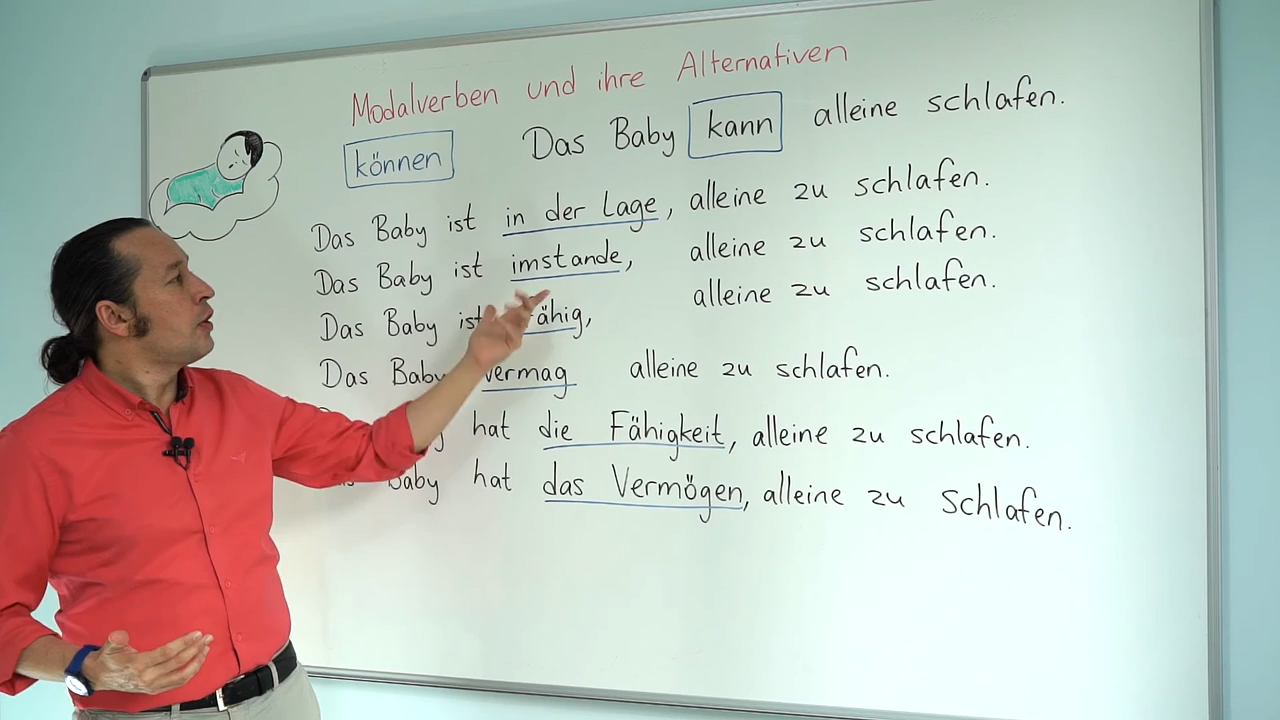 Modalverben und ihre Alternativen
können Das Baby kann alleine schlafen.
Das Baby ist in der Lage, alleine zu schlafen.
Das Baby ist imstande, alleine zu schlafen.
Das Baby ist fähig, alleine zu schlafen.
Das Baby vermag alleine zu schlafen.
hat die Fähigkeit, alleine zu schlafen.
Baby hat das Vermögen, alleine zu schlafen.